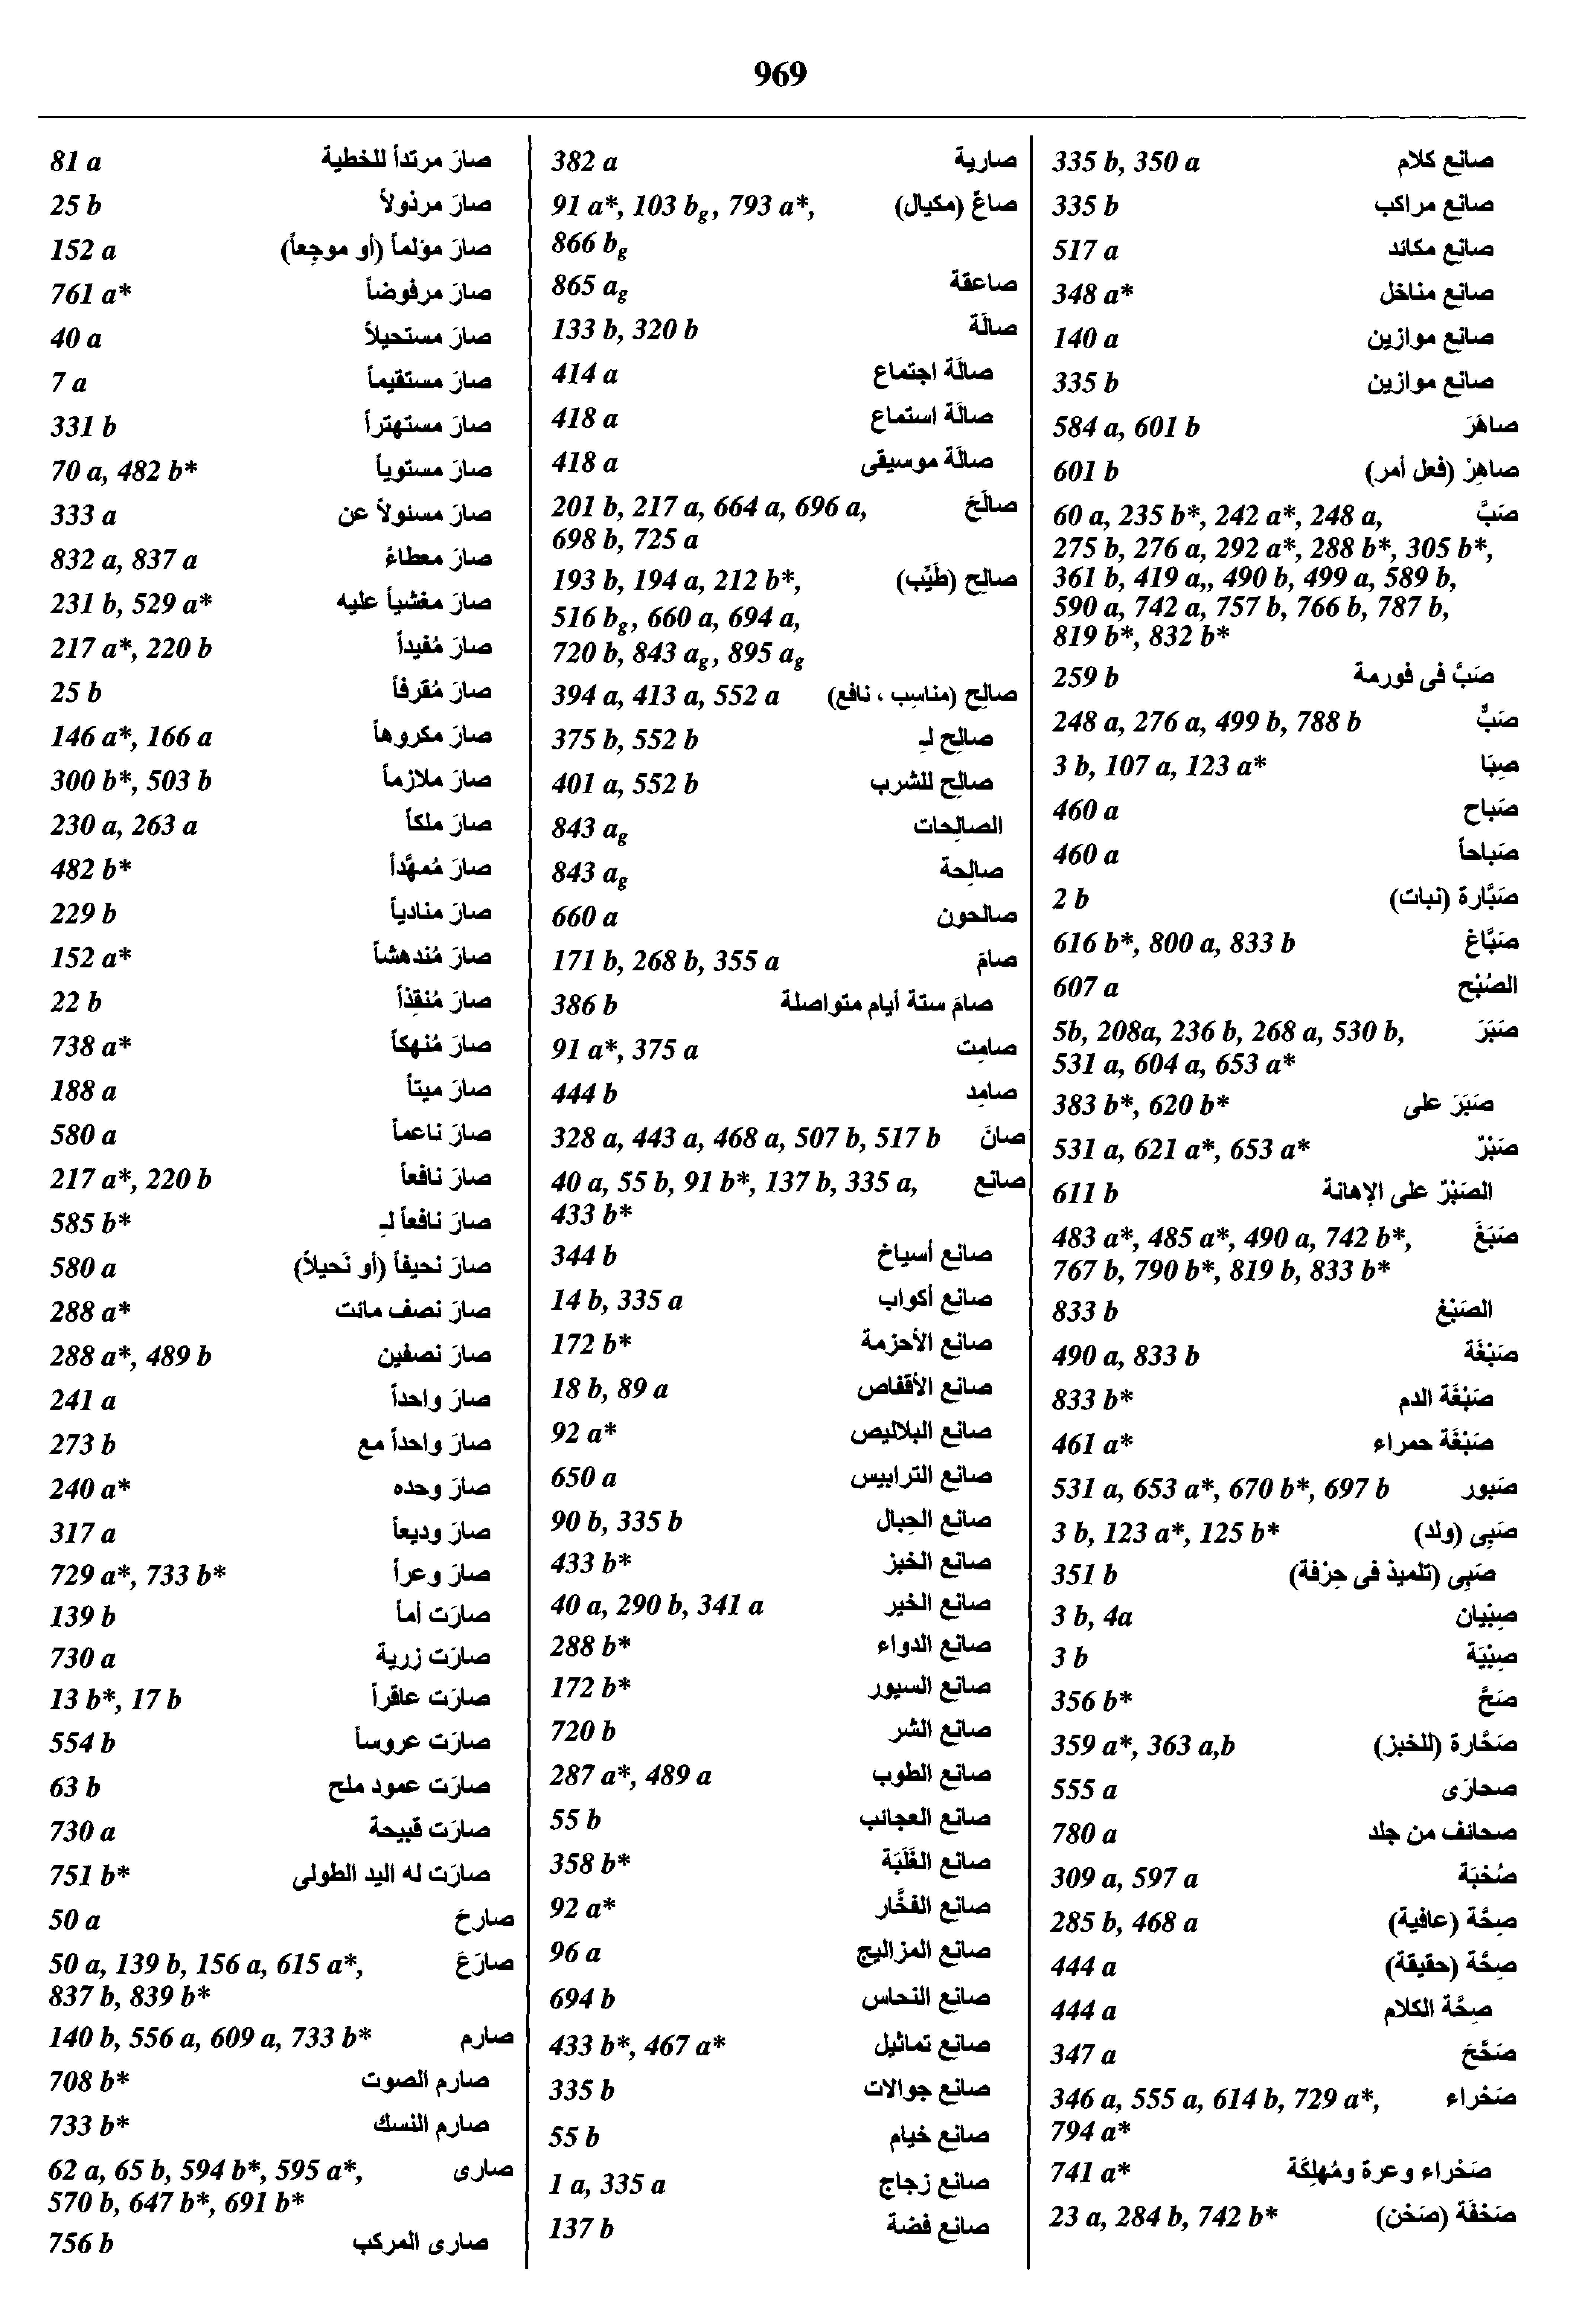 969
صارَ مرتداً للخطية 81 a
صارَ مرذولاً 25 b
صارَ مؤلماً (أو موجِعاً) 152 a
صارَ مرفوضاً 761 a*
صارَ مستحيلاً 40 a
صارَ مستقيماً 7 a
صارَ مستهتراً 331 b
صارَ مستوياً 70 a, 482 b*
صارَ مسئولاً عن 333 a
صارَ معطاءً 832 a, 837 a
صارَ مغشياً عليه 231 b, 529 a*
صارَ مُفيداً 217 a*, 220 b
صارَ مُقرفاً 25 b
صارَ مكروهاً 146 a*, 166 a
صارَ ملازماً 300 b*, 503 b
صارَ ملكاً 230 a, 263 a
صارَ مُمهَّداً 482 b*
صارَ منادياً 229 b
صارَ مُندهشاً 152 a*
صارَ مُنقِذاً 22 b
صارَ مُنهكاً 738 a*
صارَ ميتاً 188 a
صارَ ناعماً 580 a
صارَ نافعاً 217 a*, 220 b
صارَ نافعاً لـِ 585 b*
صارَ نحيفاً (أو نَحيلاً) 580 a
صارَ نصف مائت 288 a*
صارَ نصفين 288 a*, 489 b
صارَ واحداً 241 a
صارَ واحداً مع 273 b
صارَ وحده 240 a*
صارَ وديعاً 317 a
صارَ وعراً 729 a*, 733 b*
صارَت أماً 139 b
صارَت زرية 730 a
صارَت عاقراً 13 b*, 17 b
صارَت عروساً 554 b
صارَت عمود ملح 63 b
صارَت قبيحة 730 a
صارَت له اليد الطولى 751 b*
صارحَ 50 a
صارَعَ 50 a, 139 b, 156 a, 615 a*,
837 b, 839 b*
صارم 140 b, 556 a, 609 a, 733 b*
صارم الصوت 708 b*
صارم النسك 733 b*
صارى 62 a, 65 b, 594 b*, 595 a*,
570 b, 647 b*, 691 b*
صارى المركب 756 b
صارية 382 a
صاعٌ (مكيال) 91 a*, 103 bg, 793 a*,
866 bg
صاعقة 865 ag
صالَة 133 b, 320 b
صالَة اجتماع 414 a
صالَة استماع 418 a
صالَة موسيقى 418 a
صالَحَ 201 b, 217 a, 664 a, 696 a,
698 b, 725 a
صالِح (طَيِّب) 193 b, 194 a, 212 b*,
516 bg, 660 a, 694 a,
720 b, 843 ag, 895 ag
صالِح (مناسِب ، نافع) 394 a, 413 a, 552 a
صالِح لـِ 375 b, 552 b
صالِح للشرب 401 a, 552 b
الصالِحات 843 ag
صالِحة 843 ag
صالحون 660 a
صامَ 171 b, 268 b, 355 a
صامَ ستة أيام متواصلة 386 b
صامِت 91 a*, 375 a
صامِد 444 b
صانَ 328 a, 443 a, 468 a, 507 b, 517 b
صانع 40 a, 55 b, 91 b*, 137 b, 335 a,
433 b*
صانع أسياخ 344 b
صانع أكواب 14 b, 335 a
صانع الأحزمة 172 b*
صانع الأقفاص 18 b, 89 a
صانع البلاليص 92 a*
صانع الترابيس 650 a
صانع الحِبال 90 b, 335 b
صانع الخبز 433 b*
صانع الخير 40 a, 290 b, 341 a
صانع الدواء 288 b*
صانع السيور 172 b*
صانع الشر 720 b
صانع الطوب 287 a*, 489 a
صانع العجائب 55 b
صانع الغَلَبَة 358 b*
صانع الفخَّار 92 a*
صانع المزاليج 96 a
صانع النحاس 694 b
صانع تماثيل 433 b*, 467 a*
صانع جوالات 335 b
صانع خيام 55 b
صانع زجاج 1 a, 335 a
صانع فضة 137 b
صانع كلام 335 b, 350 a
صانع مراكب 335 b
صانع مكائد 517 a
صانع مناخل 348 a*
صانع موازين 140 a
صانع موازين 335 b
صاهَرَ 584 a, 601 b
صاهِرْ (فعل أمر) 601 b
صَبَّ 60 a, 235 b*, 242 a*, 248 a,
275 b, 276 a, 292 a*, 288 b*, 305 b*,
361 b, 419 a,, 490 b, 499 a, 589 b,
590 a, 742 a, 757 b, 766 b, 787 b,
819 b*, 832 b*
صَبَّ فى فورمة 259 b
صَبٌّ 248 a, 276 a, 499 b, 788 b
صِبَا 3 b, 107 a, 123 a*
صَباح 460 a
صَباحاً 460 a
صَبَّارة (نبات) 2 b
صَبَّاغ 616 b*, 800 a, 833 b
الصُبْح 607 a
صَبَرَ 5b, 208a, 236 b, 268 a, 530 b,
531 a, 604 a, 653 a*
صَبَرَ على 383 b*, 620 b*
صَبْرٌ 531 a, 621 a*, 653 a*
الصَبْرُ على الإهانة 611 b
صَبَغَ 483 a*, 485 a*, 490 a, 742 b*,
767 b, 790 b*, 819 b, 833 b*
الصَبْغ 833 b
صَبْغَة 490 a, 833 b
صَبْغَة الدم 833 b*
صَبْغَة حمراء 461 a*
صَبور 531 a, 653 a*, 670 b*, 697 b
صَبِى (ولد) 3 b, 123 a*, 125 b*
صَبِى (تلميذ فى حِرْفة) 351 b
صِبْيان 3 b, 4a
صِبْيَة 3 b
صَحَّ 356 b*
صَحَّارة (للخبز) 359 a*, 363 a,b
صحارَى 555 a
صحائف من جلد 780 a
صُحْبَة 309 a, 597 a
صِحَّة (عافية) 285 b, 468 a
صِحَّة (حقيقة) 444 a
صِحَّة الكلام 444 a
صَحَّحَ 347 a
صَحْراء 346 a, 555 a, 614 b, 729 a*,
794 a*
صَحْراء وعرة ومُهلِكَة 741 a*
صَحْفَة (صَحْن) 23 a, 284 b, 742 b*